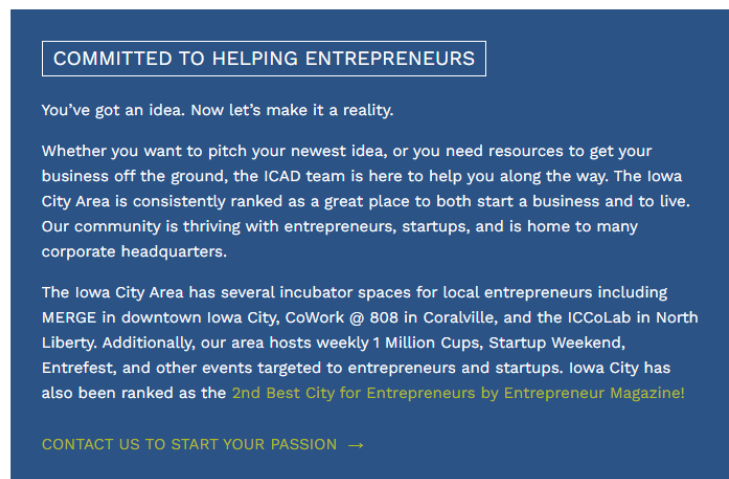 COMMITTED TO HELPING ENTREPRENEURS
You’ve got an idea. Now let’s make it a reality.
Whether you want to pitch your newest idea, or you need resources to get your
business off the ground, the ICAD team is here to help you along the way. The Iowa
City Area is consistently ranked as a great place to both start a business and to live.
Our community is thriving with entrepreneurs, startups, and is home to many
corporate headquarters.
The Iowa City Area has several incubator spaces for local entrepreneurs including
MERGE in downtown Iowa City, CoWork @ 808 in Coralville, and the ICCoLab in North
Liberty. Additionally, our area hosts weekly 1 Million Cups, Startup Weekend,
Entrefest, and other events targeted to entrepreneurs and startups. Iowa City has
also been ranked as the 2nd Best City for Entrepreneurs by Entrepreneur Magazine!
CONTACT US TO START YOUR PASSION →